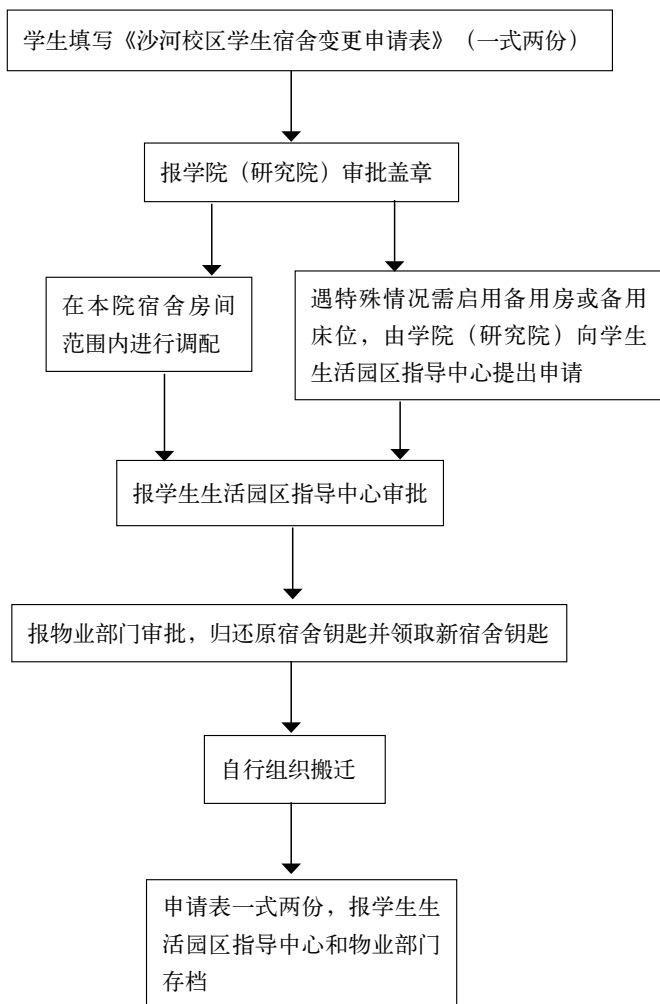 学生填写《沙河校区学生宿舍变更申请表》（一式两份）
报学院（研究院）审批盖章
在本院宿舍房间
范围内进行调配
遇特殊情况需启用备用房或备用
床位，由学院（研究院）向学生
生活园区指导中心提出申请
报学生生活园区指导中心审批
报物业部门审批，归还原宿舍钥匙并领取新宿舍钥匙
自行组织搬迁
申请表一式两份，报学生生
活园区指导中心和物业部门
存档